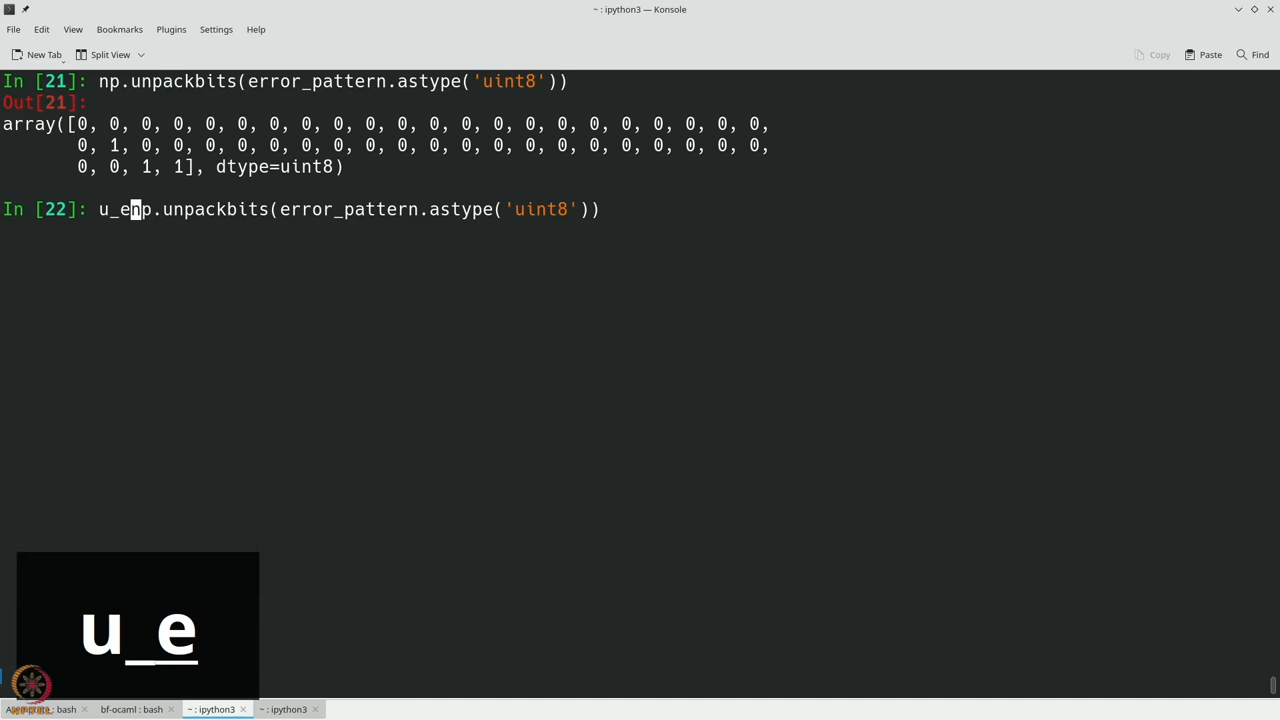 ~ : ipython3 — Konsole
File Edit View Bookmarks Plugins Settings Help
New Tab Split View Copy Paste Find
In [21]: np.unpackbits(error_pattern.astype('uint8'))
Out[21]:
array([0, 0, 0, 0, 0, 0, 0, 0, 0, 0, 0, 0, 0, 0, 0, 0, 0, 0, 0, 0, 0, 0,
0, 1, 0, 0, 0, 0, 0, 0, 0, 0, 0, 0, 0, 0, 0, 0, 0, 0, 0, 0, 0, 0,
0, 0, 1, 1], dtype=uint8)
In [22]: u_enp.unpackbits(error_pattern.astype('uint8'))
u_e
NPTEL
: bash bf-ocaml : bash ~ : ipython3 ~ : ipython3